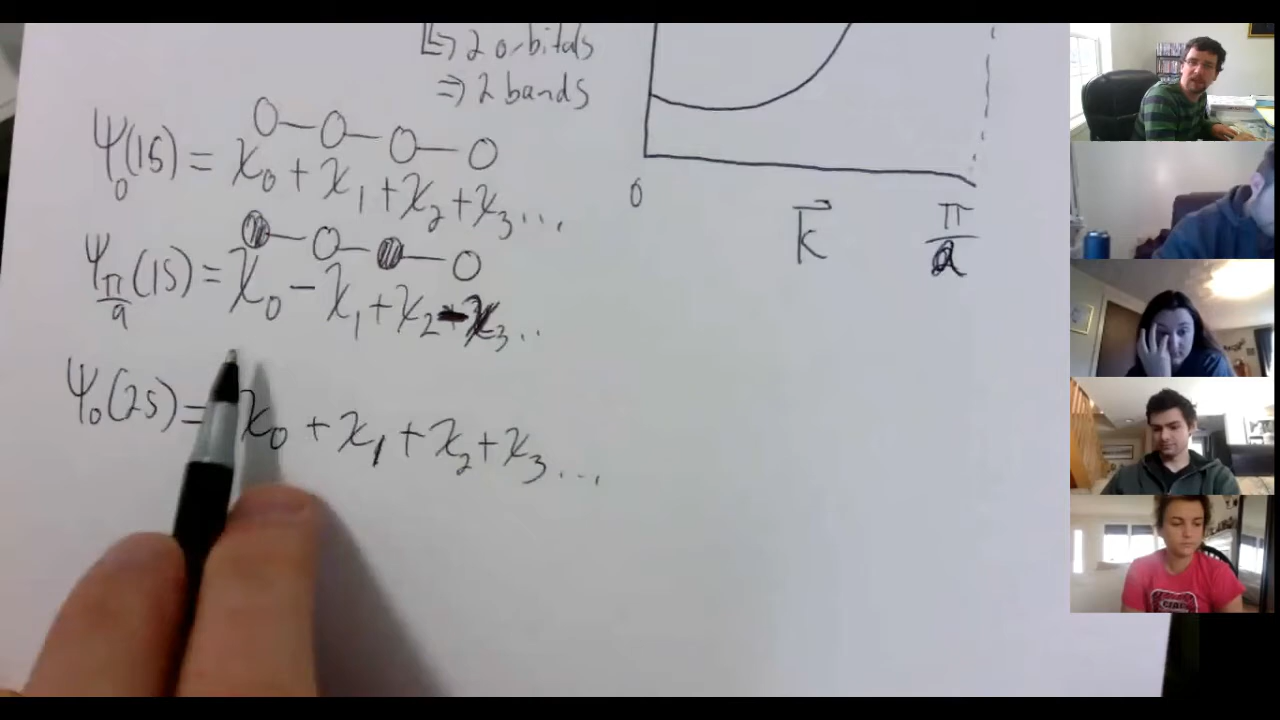 ↳ 2 orbitals
⇒ 2 bands
Ψ₀(1s) = χ₀ + χ₁ + χ₂ + χ₃ ...
Ψπ/a(1s) = χ₀ - χ₁ + χ₂ - χ₃ ...
Ψ₀(2s) = χ₀ + χ₁ + χ₂ + χ₃ ...
0
k⃗
π/a